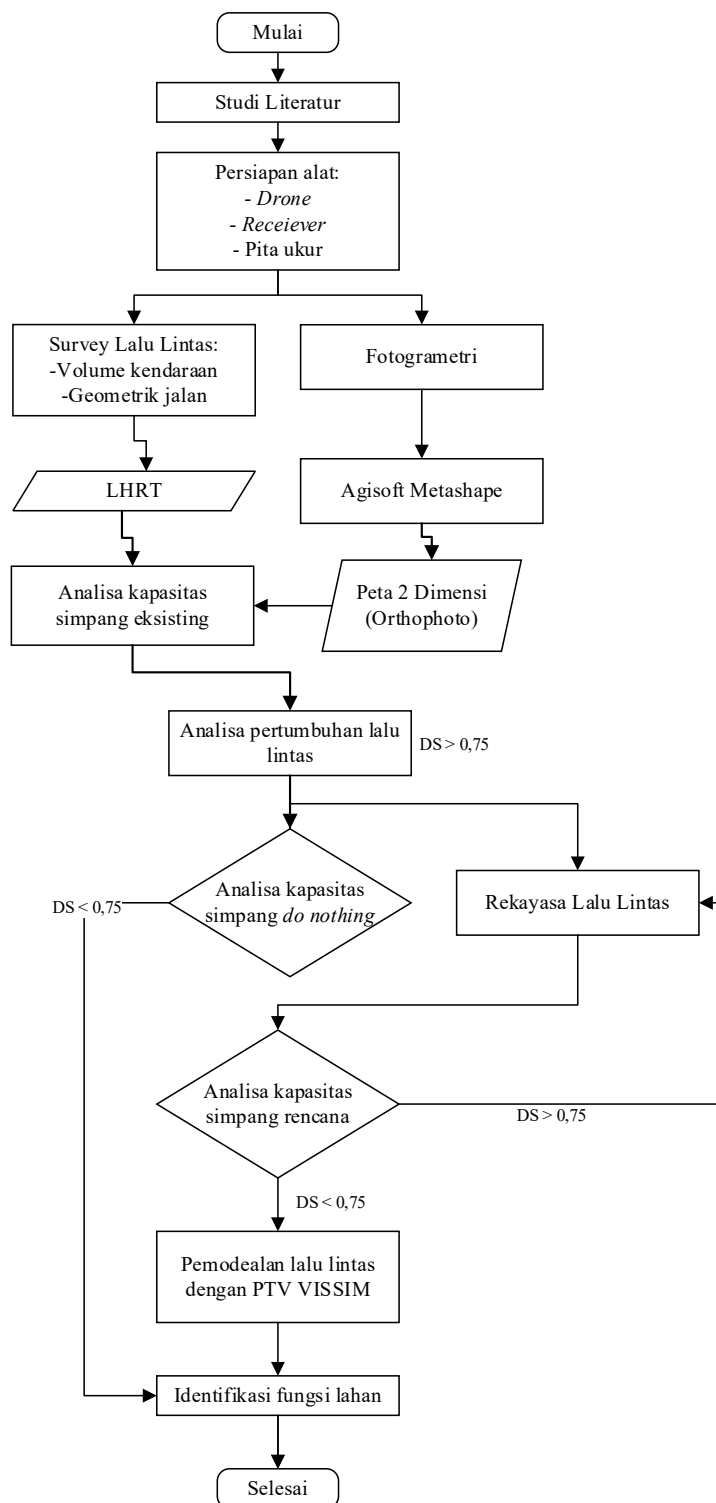 Mulai
Studi Literatur
Persiapan alat:
- Drone
- Receiever
- Pita ukur
Survey Lalu Lintas:
-Volume kendaraan
-Geometrik jalan
Fotogrametri
LHRT
Agisoft Metashape
Analisa kapasitas
simpang eksisting
Peta 2 Dimensi
(Orthophoto)
Analisa pertumbuhan lalu
lintas
DS > 0,75
Analisa kapasitas
simpang do nothing
DS < 0,75
Rekayasa Lalu Lintas
Analisa kapasitas
simpang rencana
DS > 0,75
DS < 0,75
Pemodealan lalu lintas
dengan PTV VISSIM
Identifikasi fungsi lahan
Selesai